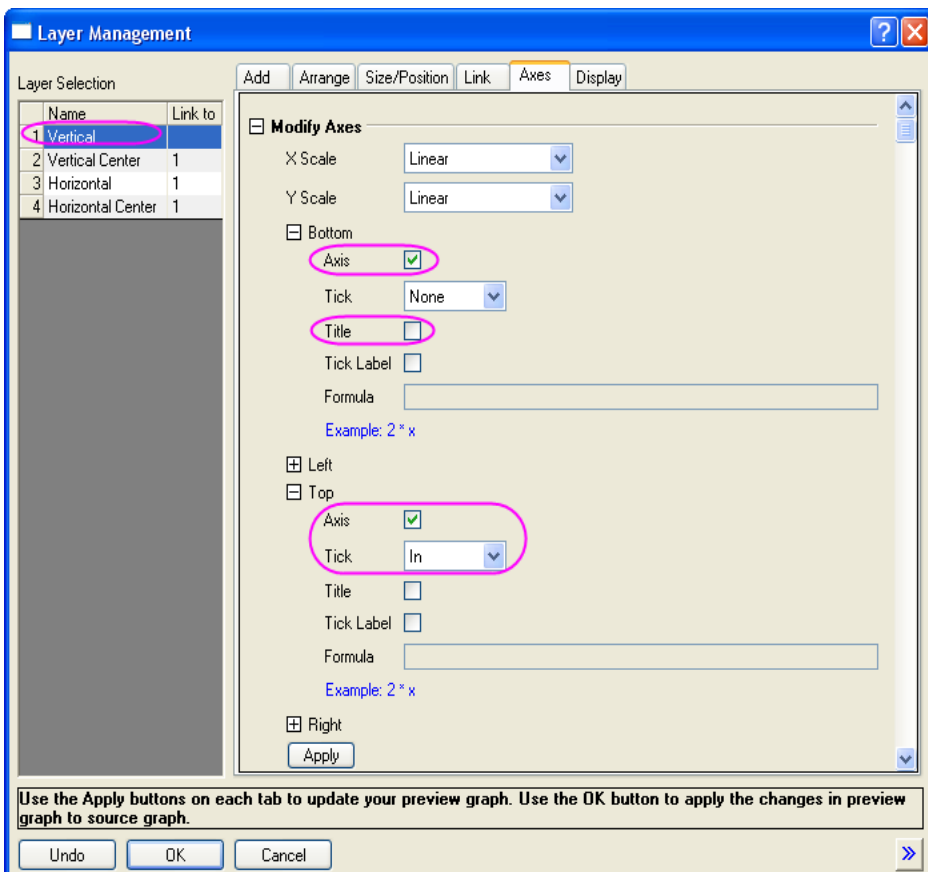 Layer Management
Layer Selection
Name Link to
1 Vertical
2 Vertical Center 1
3 Horizontal 1
4 Horizontal Center 1
Add Arrange Size/Position Link Axes Display
Modify Axes
X Scale Linear
Y Scale Linear
Bottom
Axis
Tick None
Title
Tick Label
Formula
Example: 2 * x
Left
Top
Axis
Tick In
Title
Tick Label
Formula
Example: 2 * x
Right
Apply
Use the Apply buttons on each tab to update your preview graph. Use the OK button to apply the changes in preview
graph to source graph.
Undo OK Cancel »